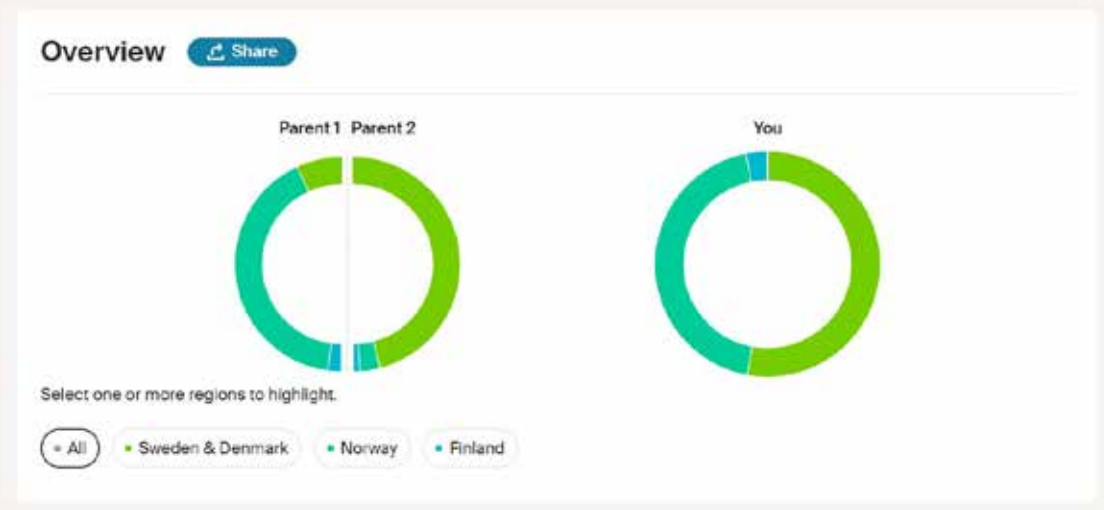 Overview Share
Parent 1 Parent 2 You
Select one or more regions to highlight.
All Sweden & Denmark Norway Finland